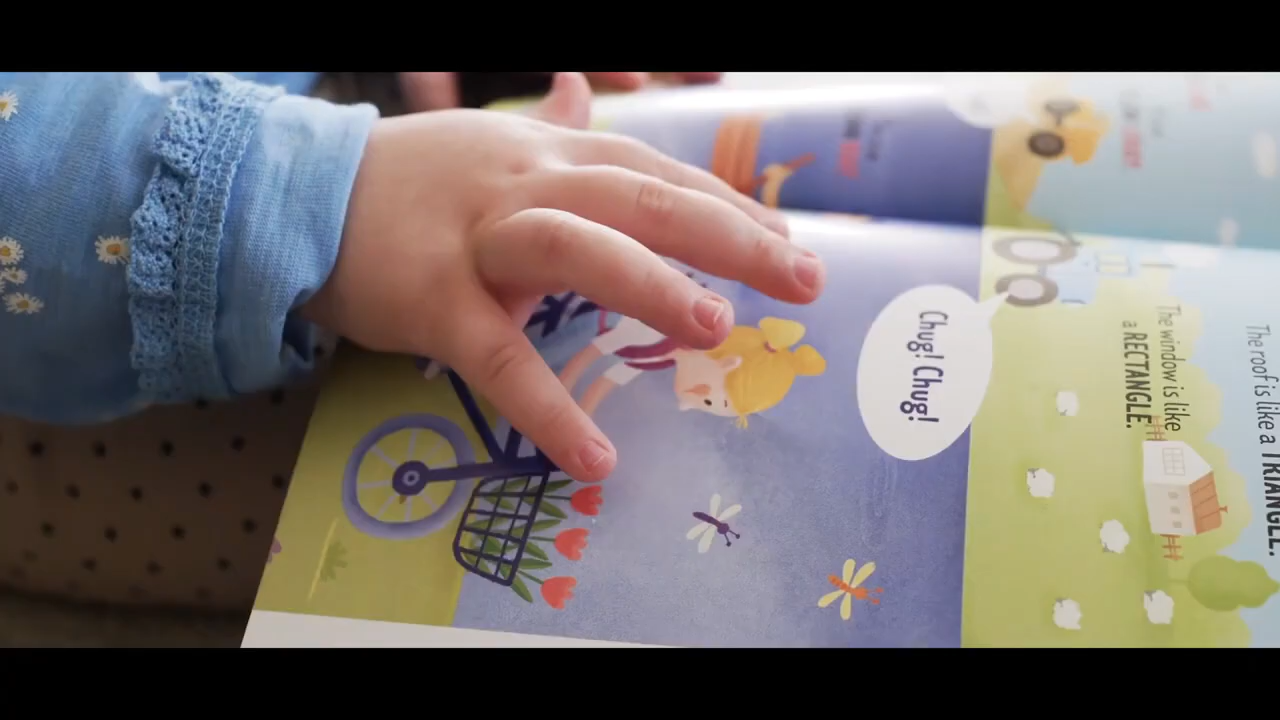 The roof is like a TRIANGLE.
The window is like
a RECTANGLE.
Chug! Chug!